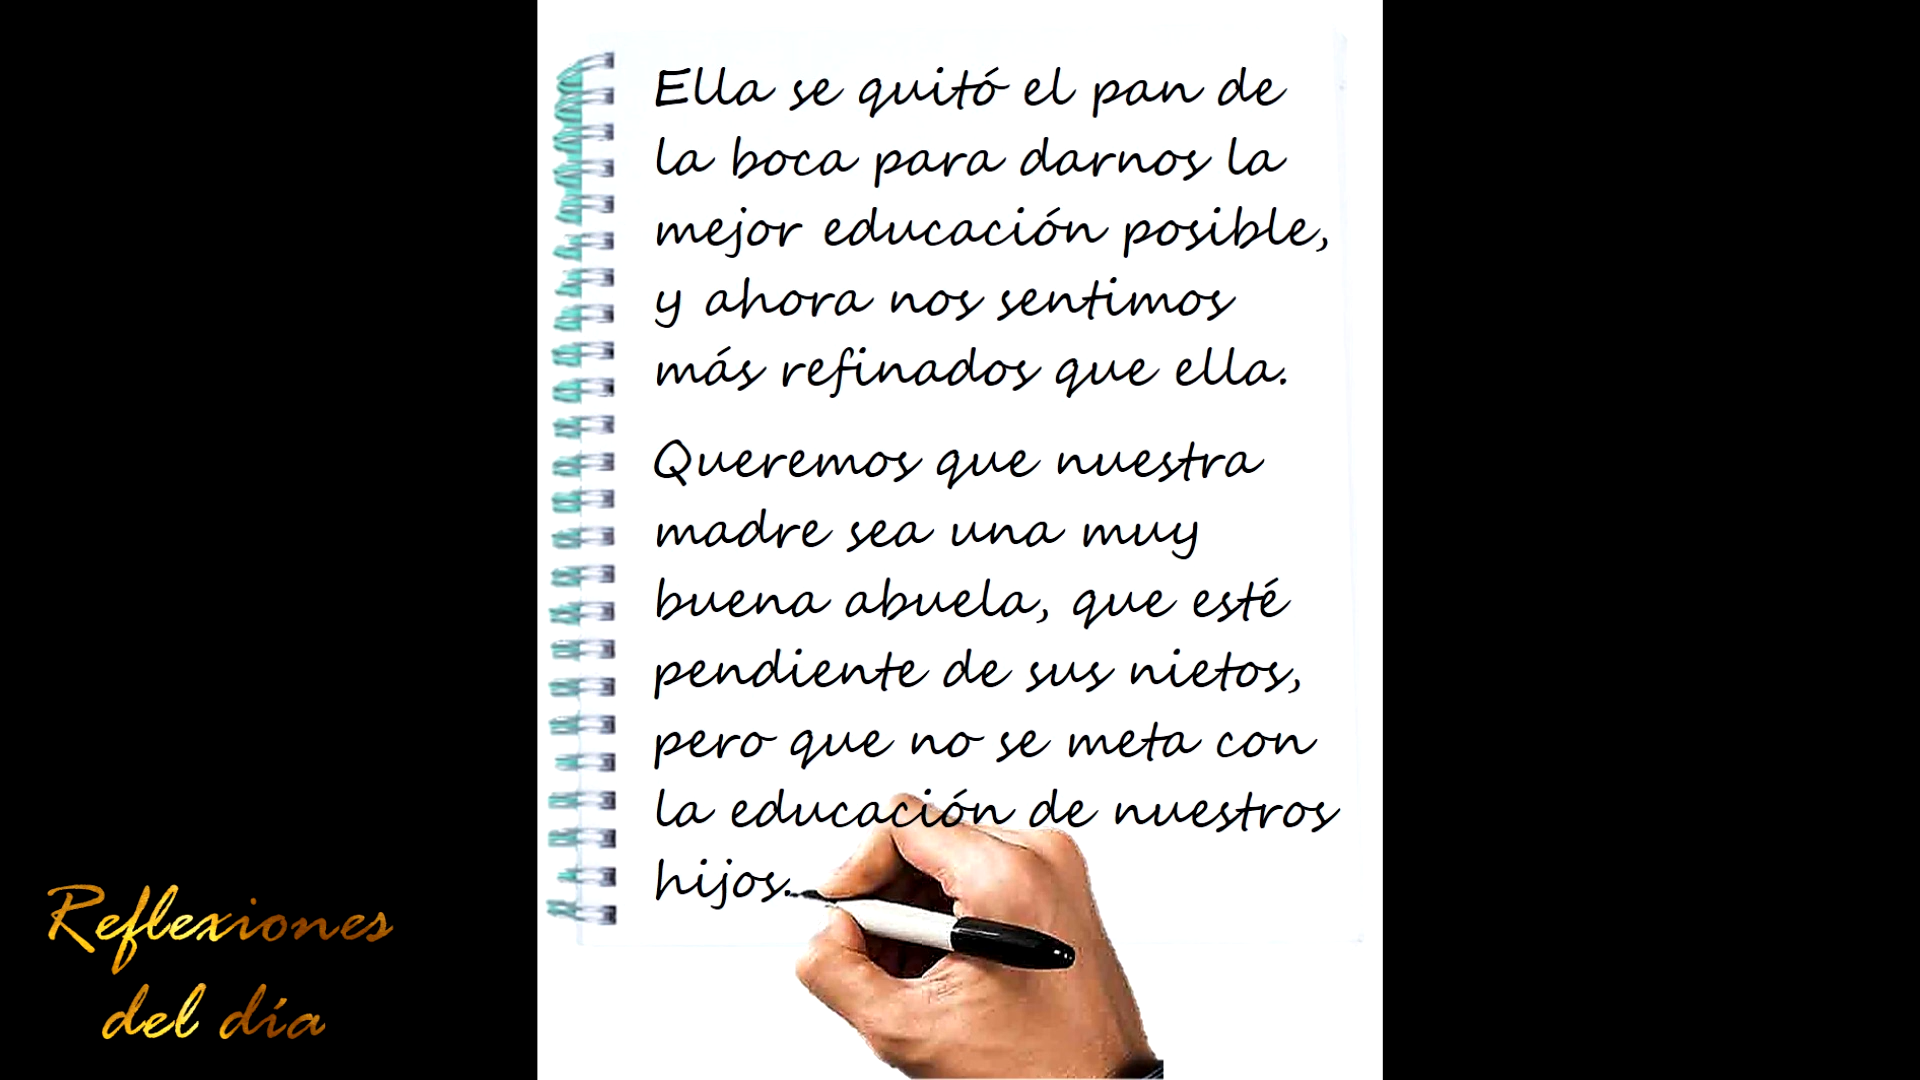 Ella se quitó el pan de
la boca para darnos la
mejor educación posible,
y ahora nos sentimos
más refinados que ella.
Queremos que nuestra
madre sea una muy
buena abuela, que esté
pendiente de sus nietos,
pero que no se meta con
la educación de nuestros
hijos.
Reflexiones
del día